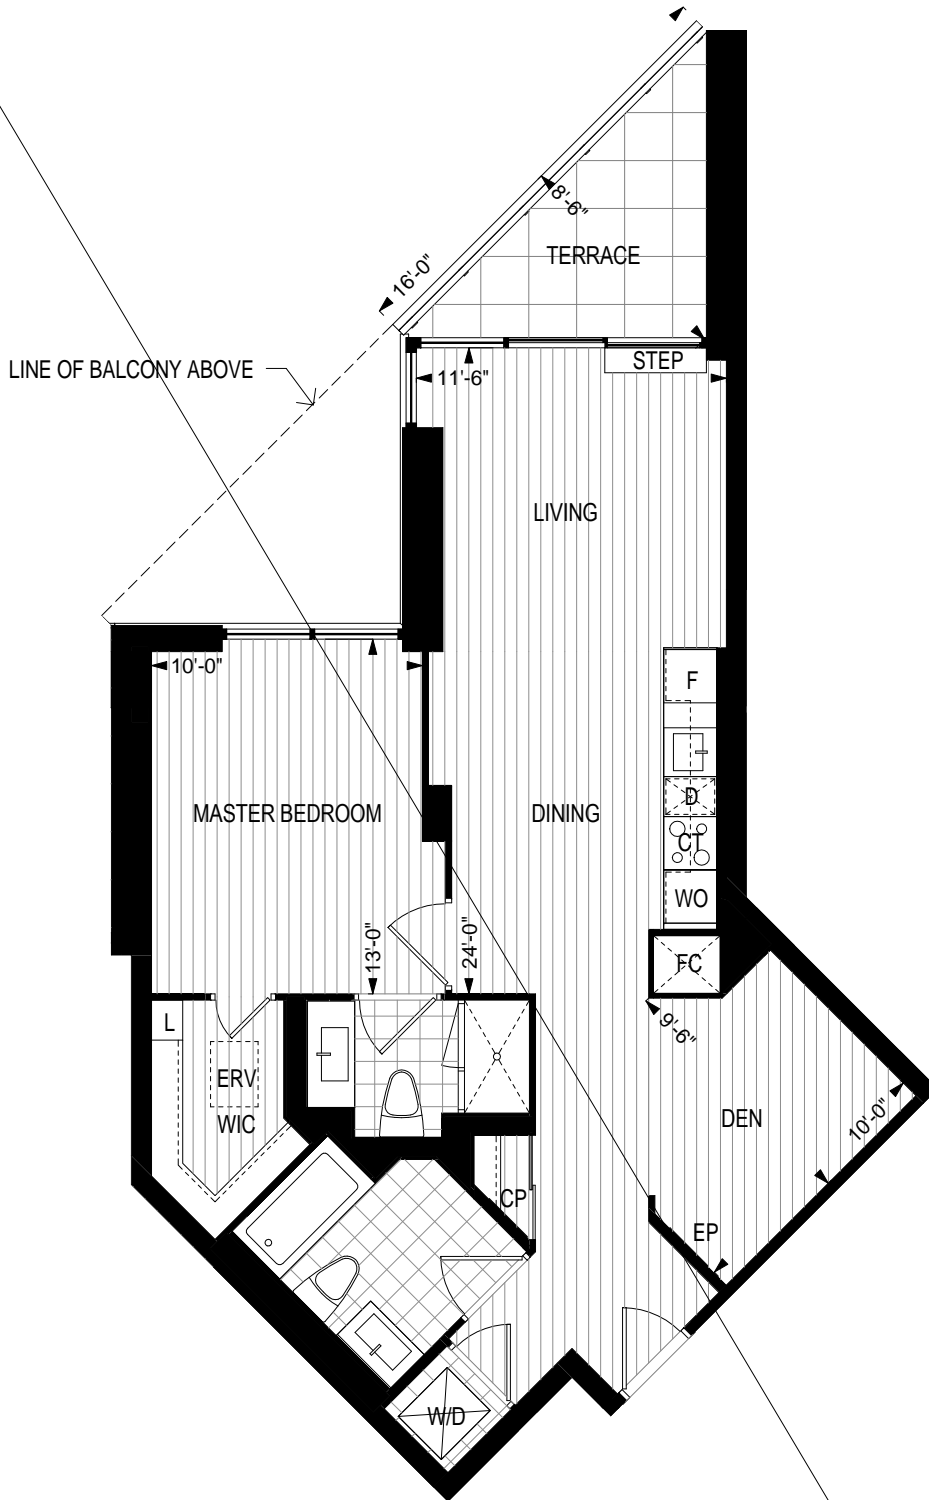 8'-6"
16'-0"
TERRACE
LINE OF BALCONY ABOVE
STEP
11'-6"
LIVING
10'-0"
F
MASTER BEDROOM
DINING
D
CT
WO
13'-0"
24'-0"
FC
L
9'-6"
ERV
WIC
DEN
10'-0"
CP
EP
W/D